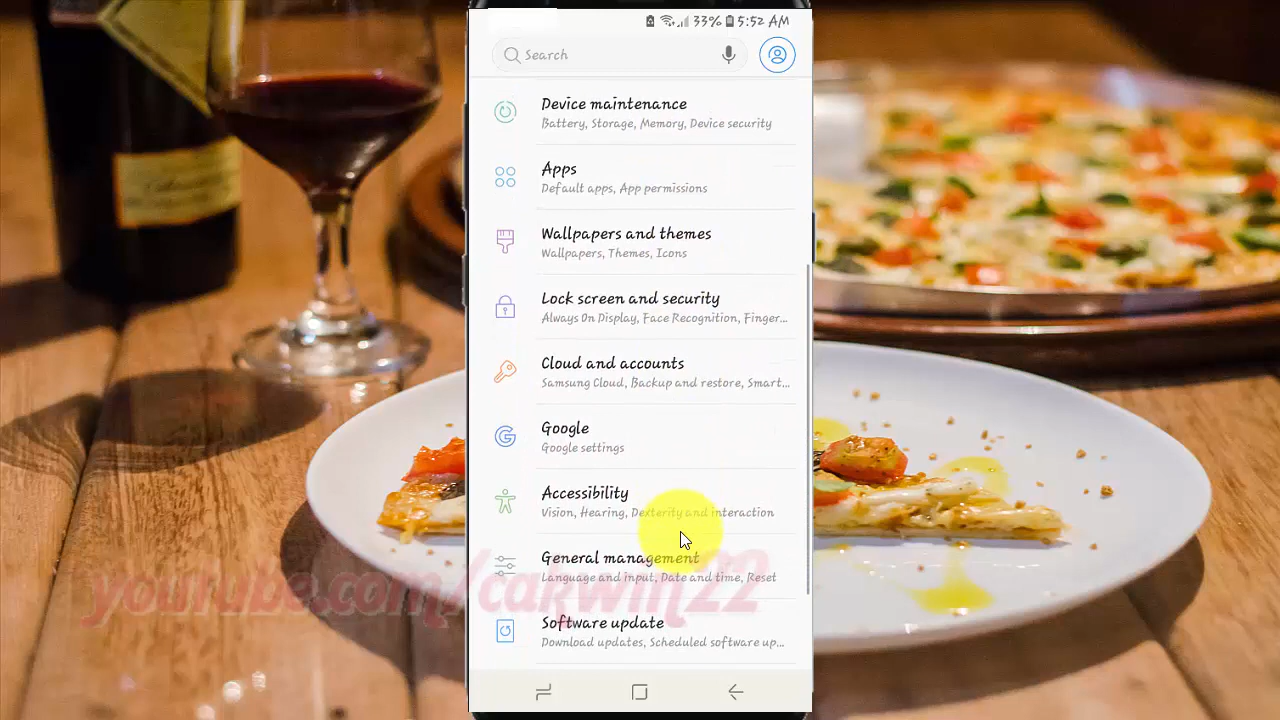 33% 5:52 AM
Search
Device maintenance
Battery, Storage, Memory, Device security
Apps
Default apps, App permissions
Wallpapers and themes
Wallpapers, Themes, Icons
Lock screen and security
Always On Display, Face Recognition, Finger...
Cloud and accounts
Samsung Cloud, Backup and restore, Smart...
Google
Google settings
Accessibility
Vision, Hearing, Dexterity and interaction
General management
Language and input, Date and time, Reset
youtube.com/carwin22
Software update
Download updates, Scheduled software up...